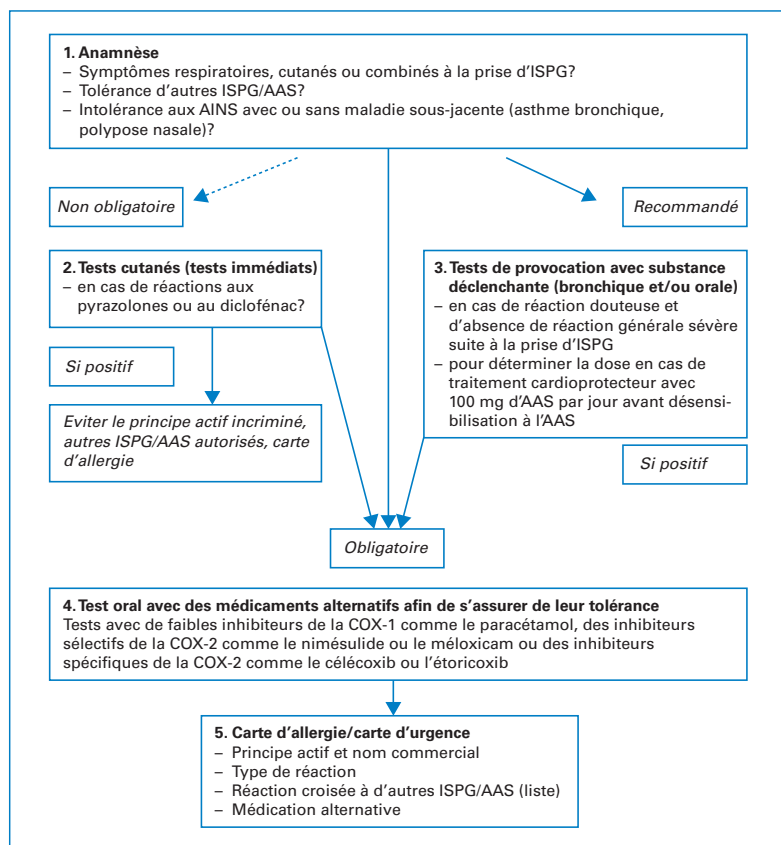 1. Anamnèse
– Symptômes respiratoires, cutanés ou combinés à la prise d'ISPG?
– Tolérance d'autres ISPG/AAS?
– Intolérance aux AINS avec ou sans maladie sous-jacente (asthme bronchique,
polypose nasale)?
Non obligatoire
Recommandé
2. Tests cutanés (tests immédiats)
– en cas de réactions aux
pyrazolones ou au diclofénac?
3. Tests de provocation avec substance
déclenchante (bronchique et/ou orale)
– en cas de réaction douteuse et
d'absence de réaction générale sévère
suite à la prise d'ISPG
– pour déterminer la dose en cas de
traitement cardioprotecteur avec
100 mg d'AAS par jour avant désensi-
bilisation à l'AAS
Si positif
Eviter le principe actif incriminé,
autres ISPG/AAS autorisés, carte
d'allergie
Si positif
Obligatoire
4. Test oral avec des médicaments alternatifs afin de s'assurer de leur tolérance
Tests avec de faibles inhibiteurs de la COX-1 comme le paracétamol, des inhibiteurs
sélectifs de la COX-2 comme le nimésulide ou le méloxicam ou des inhibiteurs
spécifiques de la COX-2 comme le célécoxib ou l'étoricoxib
5. Carte d'allergie/carte d'urgence
– Principe actif et nom commercial
– Type de réaction
– Réaction croisée à d'autres ISPG/AAS (liste)
– Médication alternative